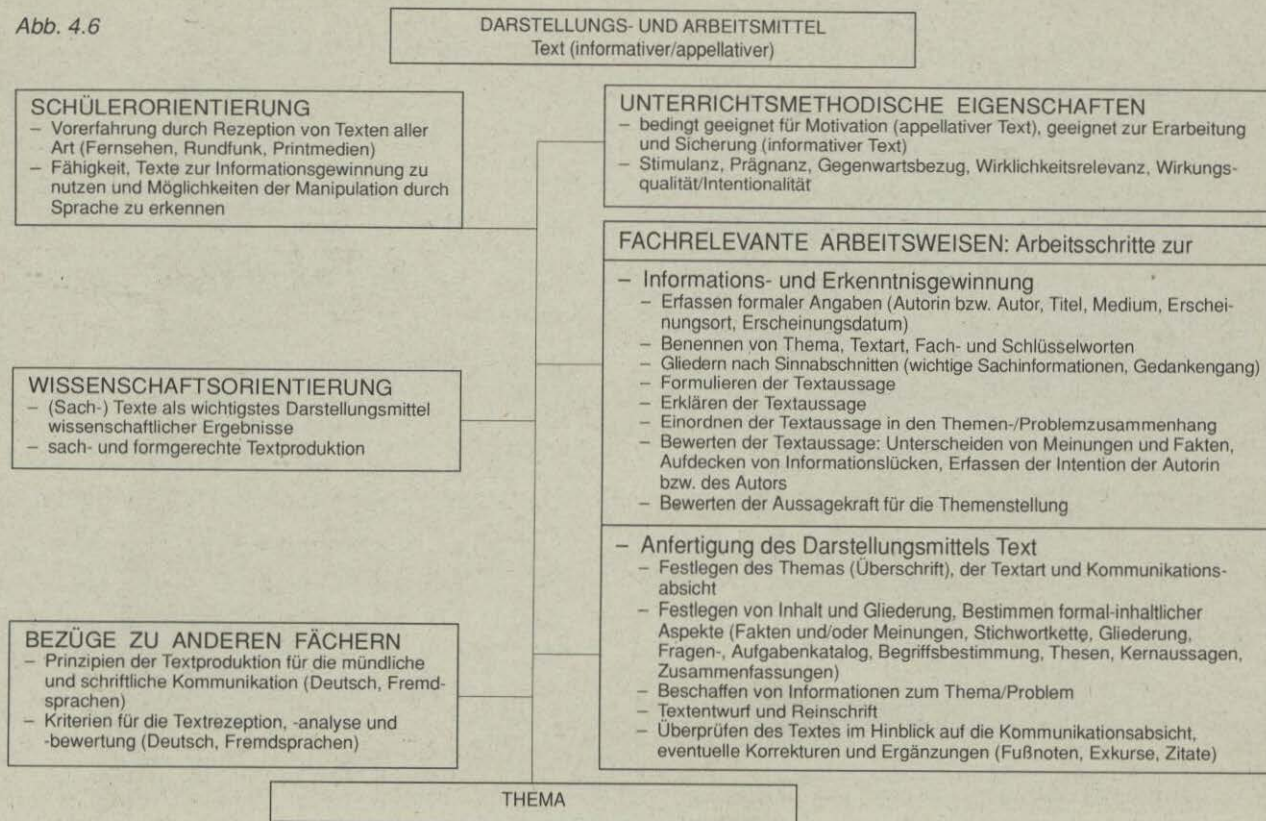 Abb. 4.6
DARSTELLUNGS- UND ARBEITSMITTEL
Text (informativer/appellativer)
SCHÜLERORIENTIERUNG
– Vorerfahrung durch Rezeption von Texten aller
Art (Fernsehen, Rundfunk, Printmedien)
– Fähigkeit, Texte zur Informationsgewinnung zu
nutzen und Möglichkeiten der Manipulation durch
Sprache zu erkennen
UNTERRICHTSMETHODISCHE EIGENSCHAFTEN
– bedingt geeignet für Motivation (appellativer Text), geeignet zur Erarbeitung
und Sicherung (informativer Text)
– Stimulanz, Prägnanz, Gegenwartsbezug, Wirklichkeitsrelevanz, Wirkungs-
qualität/Intentionalität
WISSENSCHAFTSORIENTIERUNG
– (Sach-) Texte als wichtigstes Darstellungsmittel
wissenschaftlicher Ergebnisse
– sach- und formgerechte Textproduktion
FACHRELEVANTE ARBEITSWEISEN: Arbeitsschritte zur
– Informations- und Erkenntnisgewinnung
– Erfassen formaler Angaben (Autorin bzw. Autor, Titel, Medium, Erschei-
nungsort, Erscheinungsdatum)
– Benennen von Thema, Textart, Fach- und Schlüsselworten
– Gliedern nach Sinnabschnitten (wichtige Sachinformationen, Gedankengang)
– Formulieren der Textaussage
– Erklären der Textaussage
– Einordnen der Textaussage in den Themen-/Problemzusammenhang
– Bewerten der Textaussage: Unterscheiden von Meinungen und Fakten,
Aufdecken von Informationslücken, Erfassen der Intention der Autorin
bzw. des Autors
– Bewerten der Aussagekraft für die Themenstellung
– Anfertigung des Darstellungsmittels Text
– Festlegen des Themas (Überschrift), der Textart und Kommunikations-
absicht
– Festlegen von Inhalt und Gliederung, Bestimmen formal-inhaltlicher
Aspekte (Fakten und/oder Meinungen, Stichwortkette, Gliederung,
Fragen-, Aufgabenkatalog, Begriffsbestimmung, Thesen, Kernaussagen,
Zusammenfassungen)
– Beschaffen von Informationen zum Thema/Problem
– Textentwurf und Reinschrift
– Überprüfen des Textes im Hinblick auf die Kommunikationsabsicht,
eventuelle Korrekturen und Ergänzungen (Fußnoten, Exkurse, Zitate)
BEZÜGE ZU ANDEREN FÄCHERN
– Prinzipien der Textproduktion für die mündliche
und schriftliche Kommunikation (Deutsch, Fremd-
sprachen)
– Kriterien für die Textrezeption, -analyse und
-bewertung (Deutsch, Fremdsprachen)
THEMA